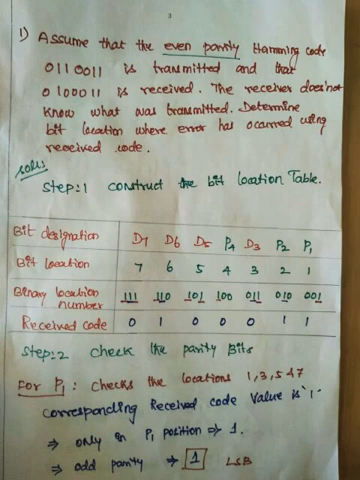 3
1) Assume that the even parity Hamming code
0110011 is transmitted and that
0100011 is received. The receiver does not
know what was transmitted. Determine
bit location where error has ocurred using
received code.
Soln:
Step:1 construct the bit location Table.
Bit designation D7 D6 D5 P4 D3 P2 P1
Bit location 7 6 5 4 3 2 1
Binary location number 111 110 101 100 011 010 001
Received code 0 1 0 0 0 1 1
Step:2 check the parity Bits
For P1 : Checks the locations 1,3,5 & 7
corresponding Received code Value is '1'
⇒ only in P1 position ⇒ 1.
⇒ odd parity ⇒ 1 LSB